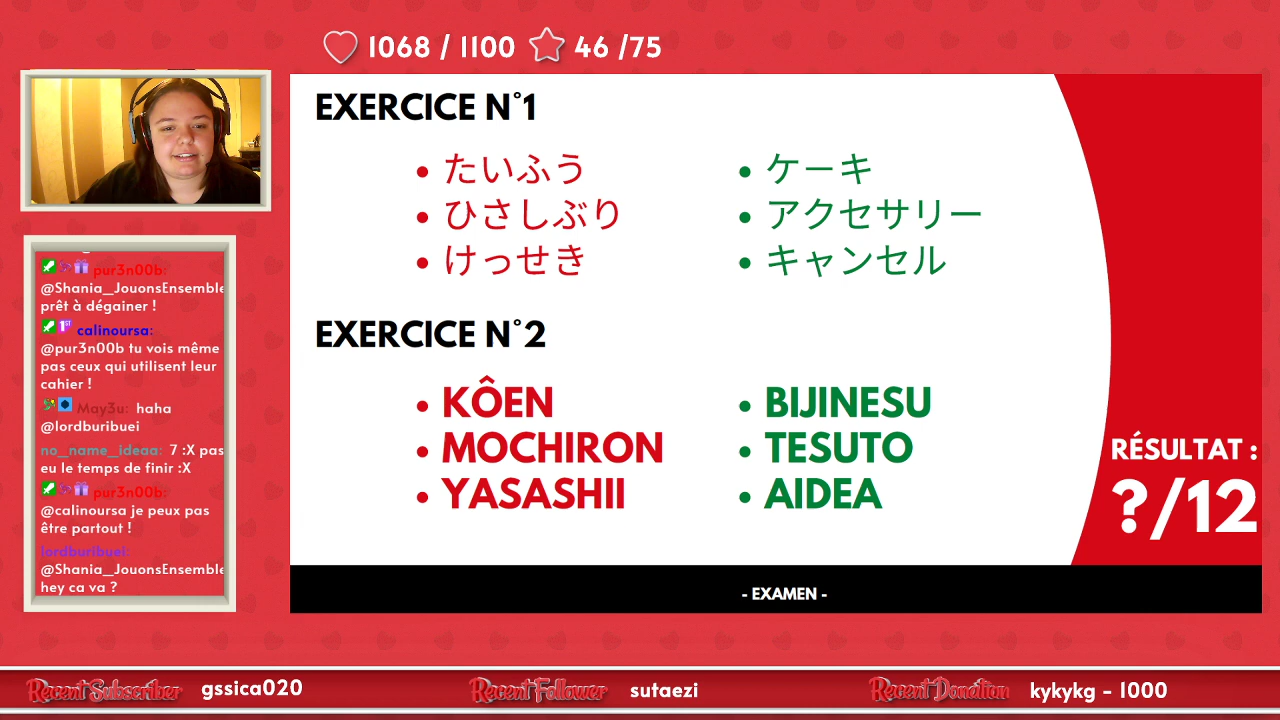 1068 / 1100 46 /75
EXERCICE N°1
• たいふう
• ひさしぶり
• けっせき
• ケーキ
• アクセサリー
• キャンセル
EXERCICE N°2
• KÔEN
• MOCHIRON
• YASASHII
• BIJINESU
• TESUTO
• AIDEA
RÉSULTAT :
?/12
- EXAMEN -
pur3n00b:
@Shania_JouonsEnsemble
prêt à dégainer !
calinoursa:
@pur3n00b tu vois même
pas ceux qui utilisent leur
cahier !
May3u: haha
@lordburibuei
no_name_ideaa: 7 :X pas
eu le temps de finir :X
pur3n00b:
@calinoursa je peux pas
être partout !
lordburibuei:
@Shania_JouonsEnsemble
hey ca va ?
Recent Subscriber gssica020 Recent Follower sutaezi Recent Donation kykykg - 1000